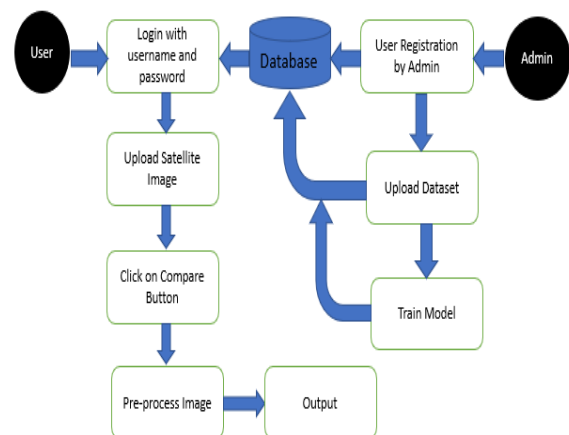 User
Login with
username and
password
Database
User Registration
by Admin
Admin
Upload Satellite
Image
Upload Dataset
Click on Compare
Button
Train Model
Pre-process Image
Output